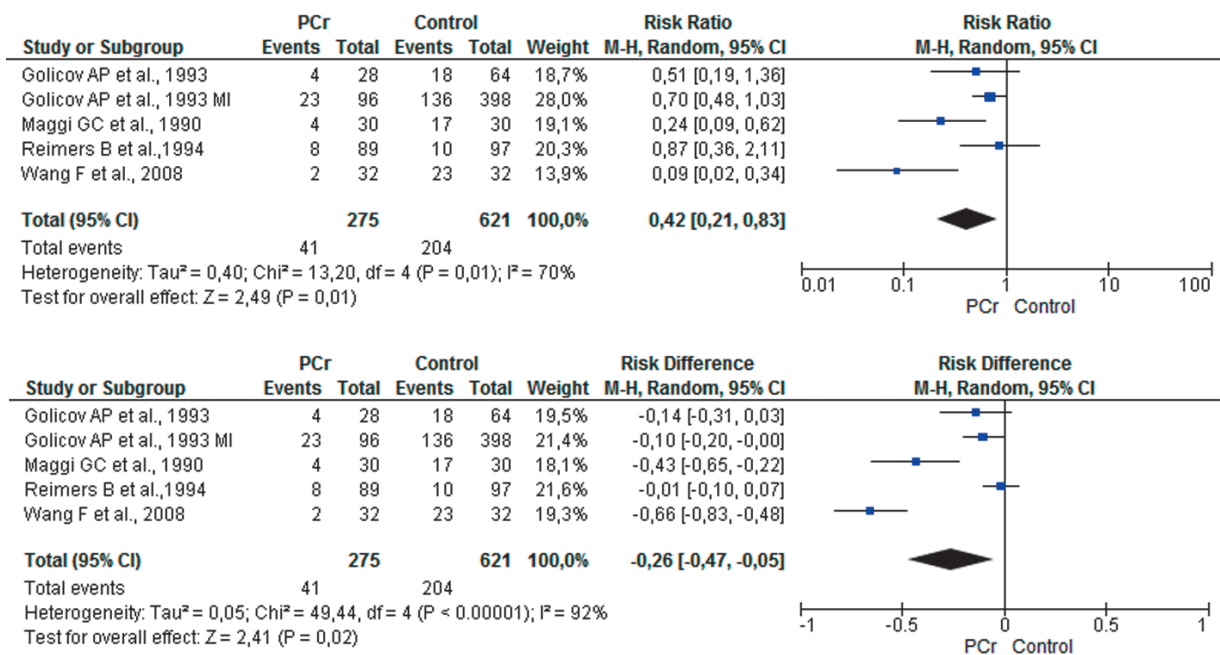 PCr Control Risk Ratio Risk Ratio
Study or Subgroup Events Total Events Total Weight M-H, Random, 95% CI M-H, Random, 95% CI
Golicov AP et al., 1993 4 28 18 64 18,7% 0,51 [0,19, 1,36]
Golicov AP et al., 1993 MI 23 96 136 398 28,0% 0,70 [0,48, 1,03]
Maggi GC et al., 1990 4 30 17 30 19,1% 0,24 [0,09, 0,62]
Reimers B et al.,1994 8 89 10 97 20,3% 0,87 [0,36, 2,11]
Wang F et al., 2008 2 32 23 32 13,9% 0,09 [0,02, 0,34]
Total (95% CI) 275 621 100,0% 0,42 [0,21, 0,83]
Total events 41 204
Heterogeneity: Tau² = 0,40; Chi² = 13,20, df = 4 (P = 0,01); I² = 70%
Test for overall effect: Z = 2,49 (P = 0,01)
0.01 0.1 1 10 100
PCr Control
PCr Control Risk Difference Risk Difference
Study or Subgroup Events Total Events Total Weight M-H, Random, 95% CI M-H, Random, 95% CI
Golicov AP et al., 1993 4 28 18 64 19,5% -0,14 [-0,31, 0,03]
Golicov AP et al., 1993 MI 23 96 136 398 21,4% -0,10 [-0,20, -0,00]
Maggi GC et al., 1990 4 30 17 30 18,1% -0,43 [-0,65, -0,22]
Reimers B et al.,1994 8 89 10 97 21,6% -0,01 [-0,10, 0,07]
Wang F et al., 2008 2 32 23 32 19,3% -0,66 [-0,83, -0,48]
Total (95% CI) 275 621 100,0% -0,26 [-0,47, -0,05]
Total events 41 204
Heterogeneity: Tau² = 0,05; Chi² = 49,44, df = 4 (P < 0.00001); I² = 92%
Test for overall effect: Z = 2,41 (P = 0,02)
-1 -0.5 0 0.5 1
PCr Control